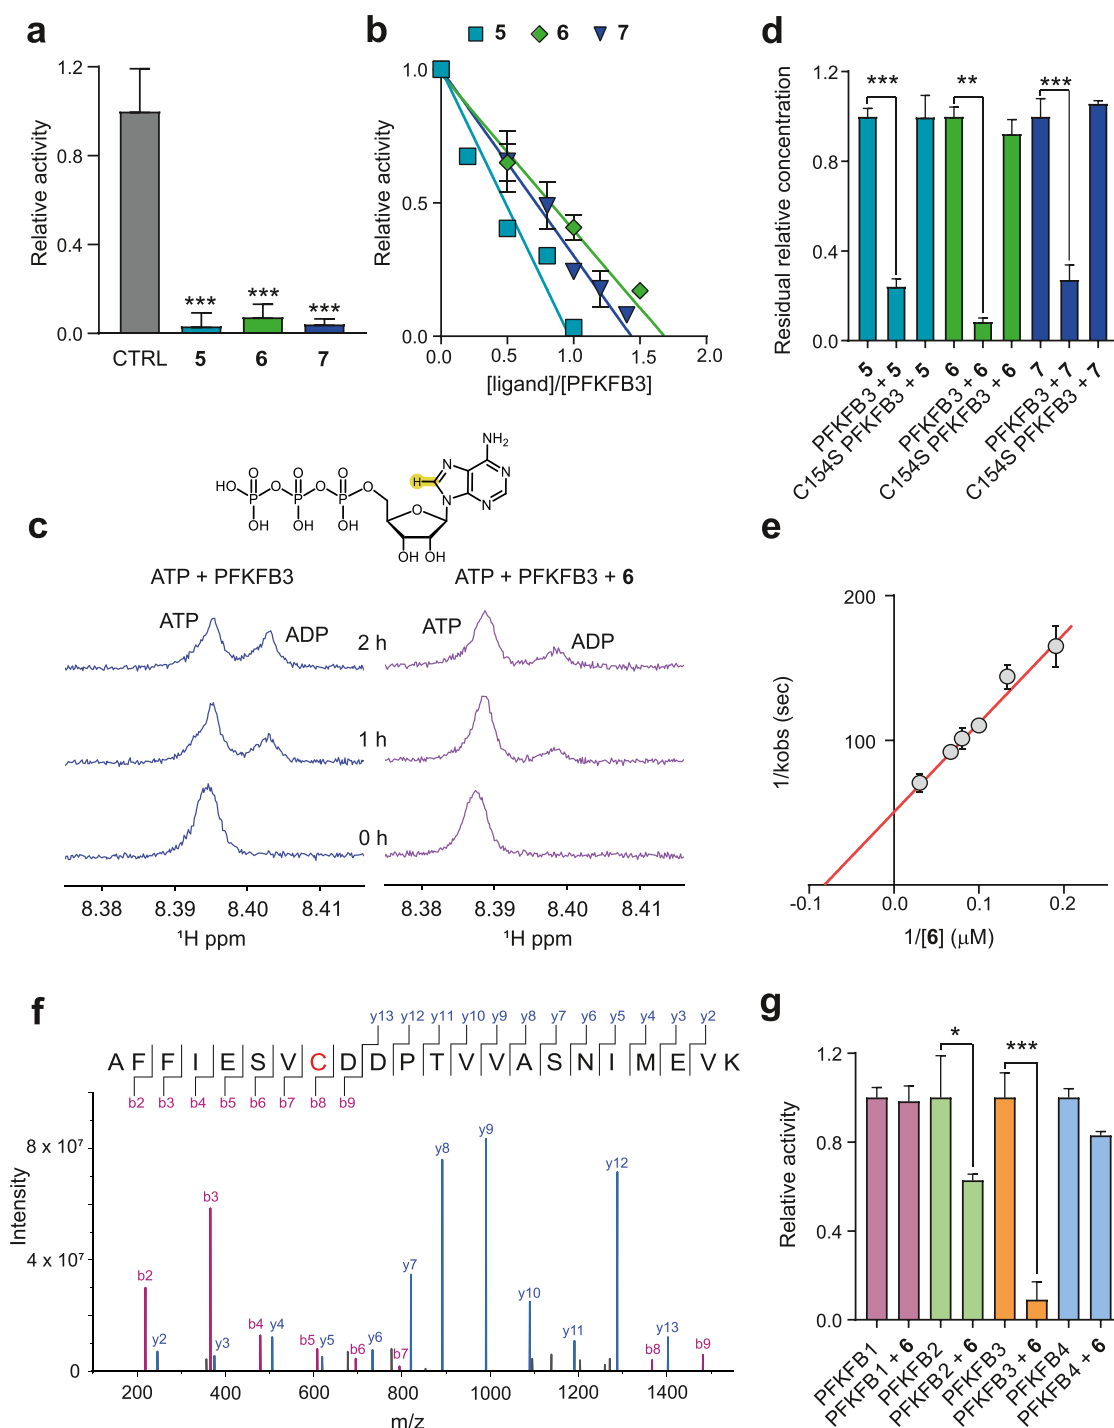 a
1.2
0.8
0.4
0.0
Relative activity
***
***
***
CTRL
5
6
7
b
5
6
7
1.0
0.5
0.0
Relative activity
0.0
0.5
1.0
1.5
2.0
[ligand]/[PFKFB3]
d
1.2
0.8
0.4
0.0
Residual relative concentration
***
**
***
5
PFKFB3 + 5
C154S PFKFB3 + 5
6
PFKFB3 + 6
C154S PFKFB3 + 6
7
PFKFB3 + 7
C154S PFKFB3 + 7
c
NH₂
N
N
H
N
N
O
O
O
HO
P
O
P
O
P
O
O
OH
OH
OH
OH
OH
ATP + PFKFB3
ATP + PFKFB3 + 6
ATP
ADP
2 h
ATP
ADP
1 h
0 h
8.38
8.39
8.40
8.41
8.38
8.39
8.40
8.41
¹H ppm
¹H ppm
e
200
100
1/kobs (sec)
-0.1
0.0
0.1
0.2
1/[6] (μM)
f
y13 y12 y11 y10 y9 y8 y7 y6 y5 y4 y3 y2
A F F I E S V C D D P T V V A S N I M E V K
b2 b3 b4 b5 b6 b7 b8 b9
8 x 10⁷
4 x 10⁷
0
Intensity
b2
y2
b3
y3
b4
y4
b5
y5
b6
y6
b7
y7
y8
y9
y10
y11
y12
b8
y13
b9
200
400
600
800
1000
1200
1400
m/z
g
1.2
0.8
0.4
0.0
Relative activity
*
***
PFKFB1
PFKFB1 + 6
PFKFB2
PFKFB2 + 6
PFKFB3
PFKFB3 + 6
PFKFB4
PFKFB4 + 6